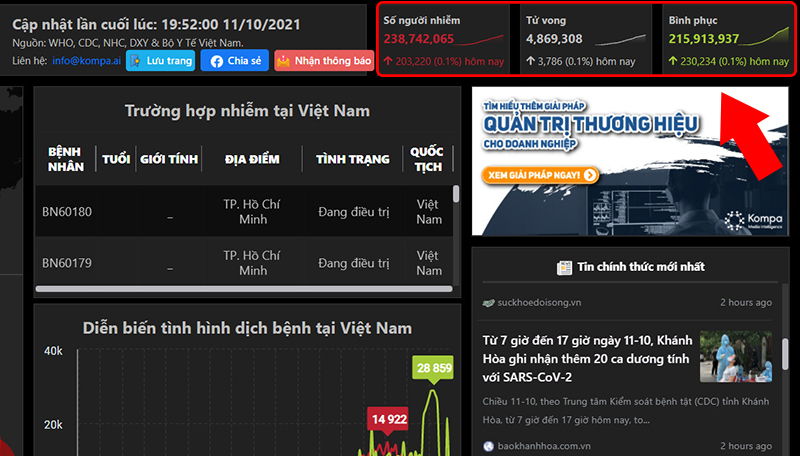 Cập nhật lần cuối lúc: 19:52:00 11/10/2021
Nguồn: WHO, CDC, NHC, DXY & Bộ Y Tế Việt Nam.
Liên hệ: info@kompa.ai
Lưu trang
Chia sẻ
Nhận thông báo
Số người nhiễm
238,742,065
203,220 (0.1%) hôm nay
Tử vong
4,869,308
3,786 (0.1%) hôm nay
Bình phục
215,913,937
230,234 (0.1%) hôm nay
Trường hợp nhiễm tại Việt Nam
BỆNH NHÂN
TUỔI
GIỚI TÍNH
ĐỊA ĐIỂM
TÌNH TRẠNG
QUỐC TỊCH
BN60180 _ TP. Hồ Chí Minh Đang điều trị Việt Nam
BN60179 _ TP. Hồ Chí Minh Đang điều trị Việt Nam
Diễn biến tình hình dịch bệnh tại Việt Nam
40k
20k
14 922
28 859
TÌM HIỂU THÊM GIẢI PHÁP
QUẢN TRỊ THƯƠNG HIỆU
CHO DOANH NGHIỆP
XEM GIẢI PHÁP NGAY!
Kompa
Media Intelligence
Tin chính thức mới nhất
suckhoedoisong.vn 2 hours ago
Từ 7 giờ đến 17 giờ ngày 11-10, Khánh
Hòa ghi nhận thêm 20 ca dương tính
với SARS-CoV-2
Chiều 11-10, theo Trung tâm Kiểm soát bệnh tật (CDC) tỉnh Khánh
Hòa, từ 7 giờ đến 17 giờ hôm nay, to...
baokhanhhoa.com.vn 2 hours ago